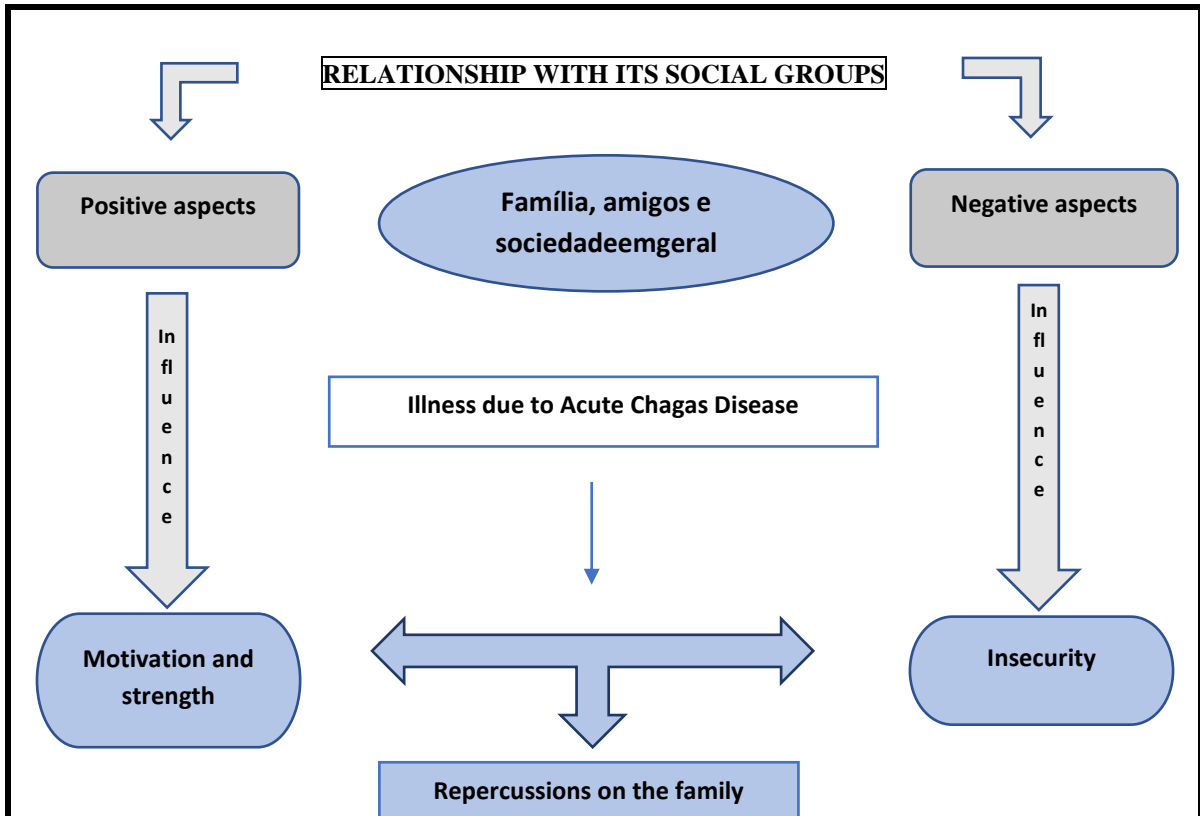 RELATIONSHIP WITH ITS SOCIAL GROUPS
Positive aspects
Família, amigos e
sociedadeemgeral
Negative aspects
In
fl
u
e
n
c
e
In
fl
u
e
n
c
e
Illness due to Acute Chagas Disease
Motivation and
strength
Insecurity
Repercussions on the family